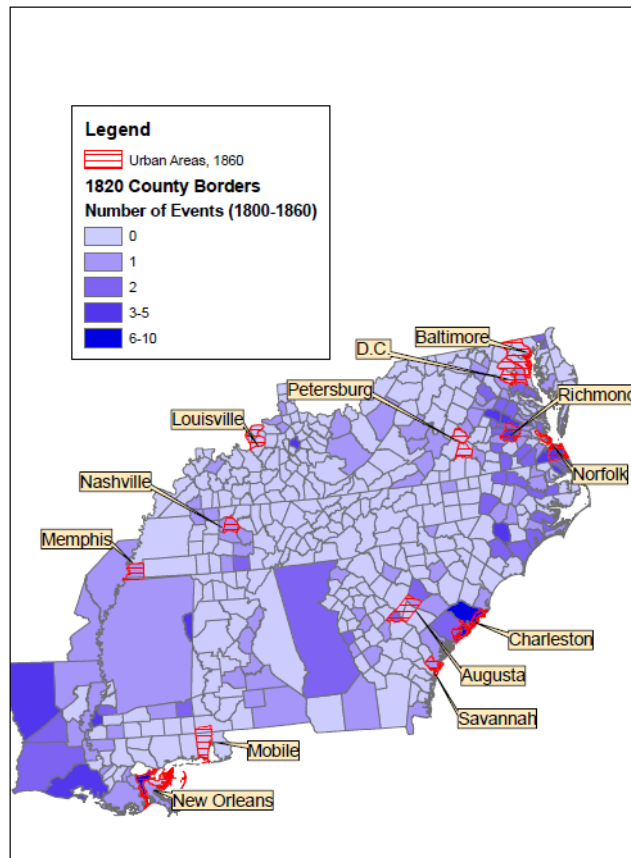 Legend
Urban Areas, 1860
1820 County Borders
Number of Events (1800-1860)
0
1
2
3-5
6-10
Baltimore
D.C.
Petersburg
Richmond
Louisville
Norfolk
Nashville
Memphis
Charleston
Augusta
Savannah
Mobile
New Orleans